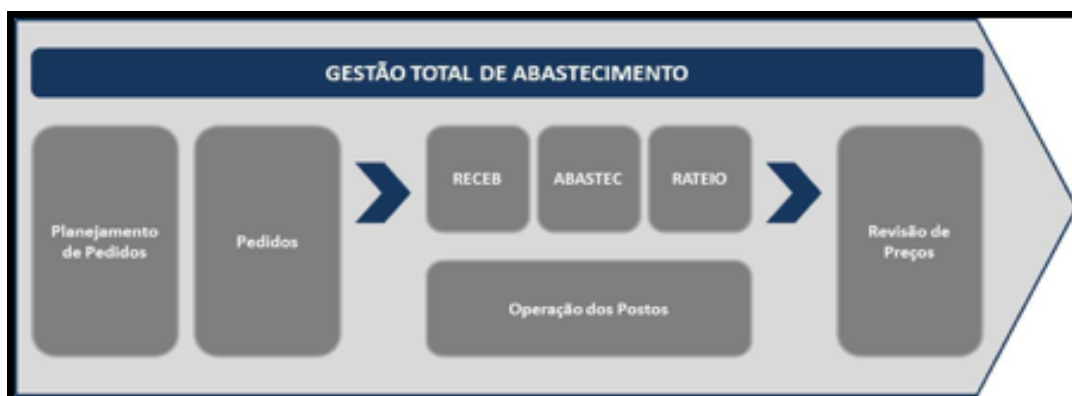 GESTÃO TOTAL DE ABASTECIMENTO
Planejamento
de Pedidos
Pedidos
RECEB
ABASTEC
RATEIO
Operação dos Postos
Revisão de
Preços